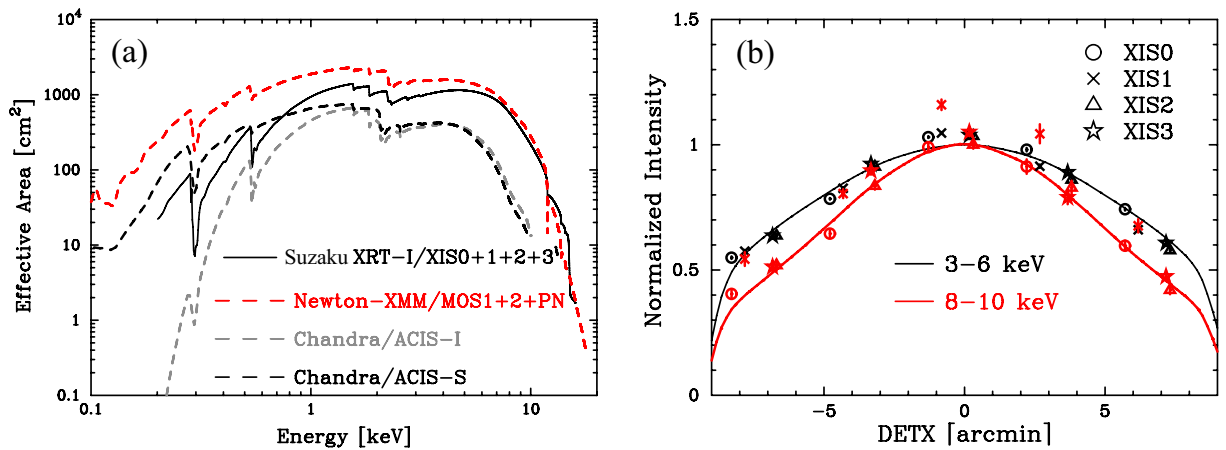 (a)
10⁴
1000
100
10
1
0.1
Effective Area [cm²]
0.1
1
10
Energy [keV]
Suzaku XRT-I/XIS0+1+2+3
Newton-XMM/MOS1+2+PN
Chandra/ACIS-I
Chandra/ACIS-S
(b)
1.5
1
0.5
0
Normalized Intensity
-5
0
5
DETX [arcmin]
XIS0
XIS1
XIS2
XIS3
3-6 keV
8-10 keV